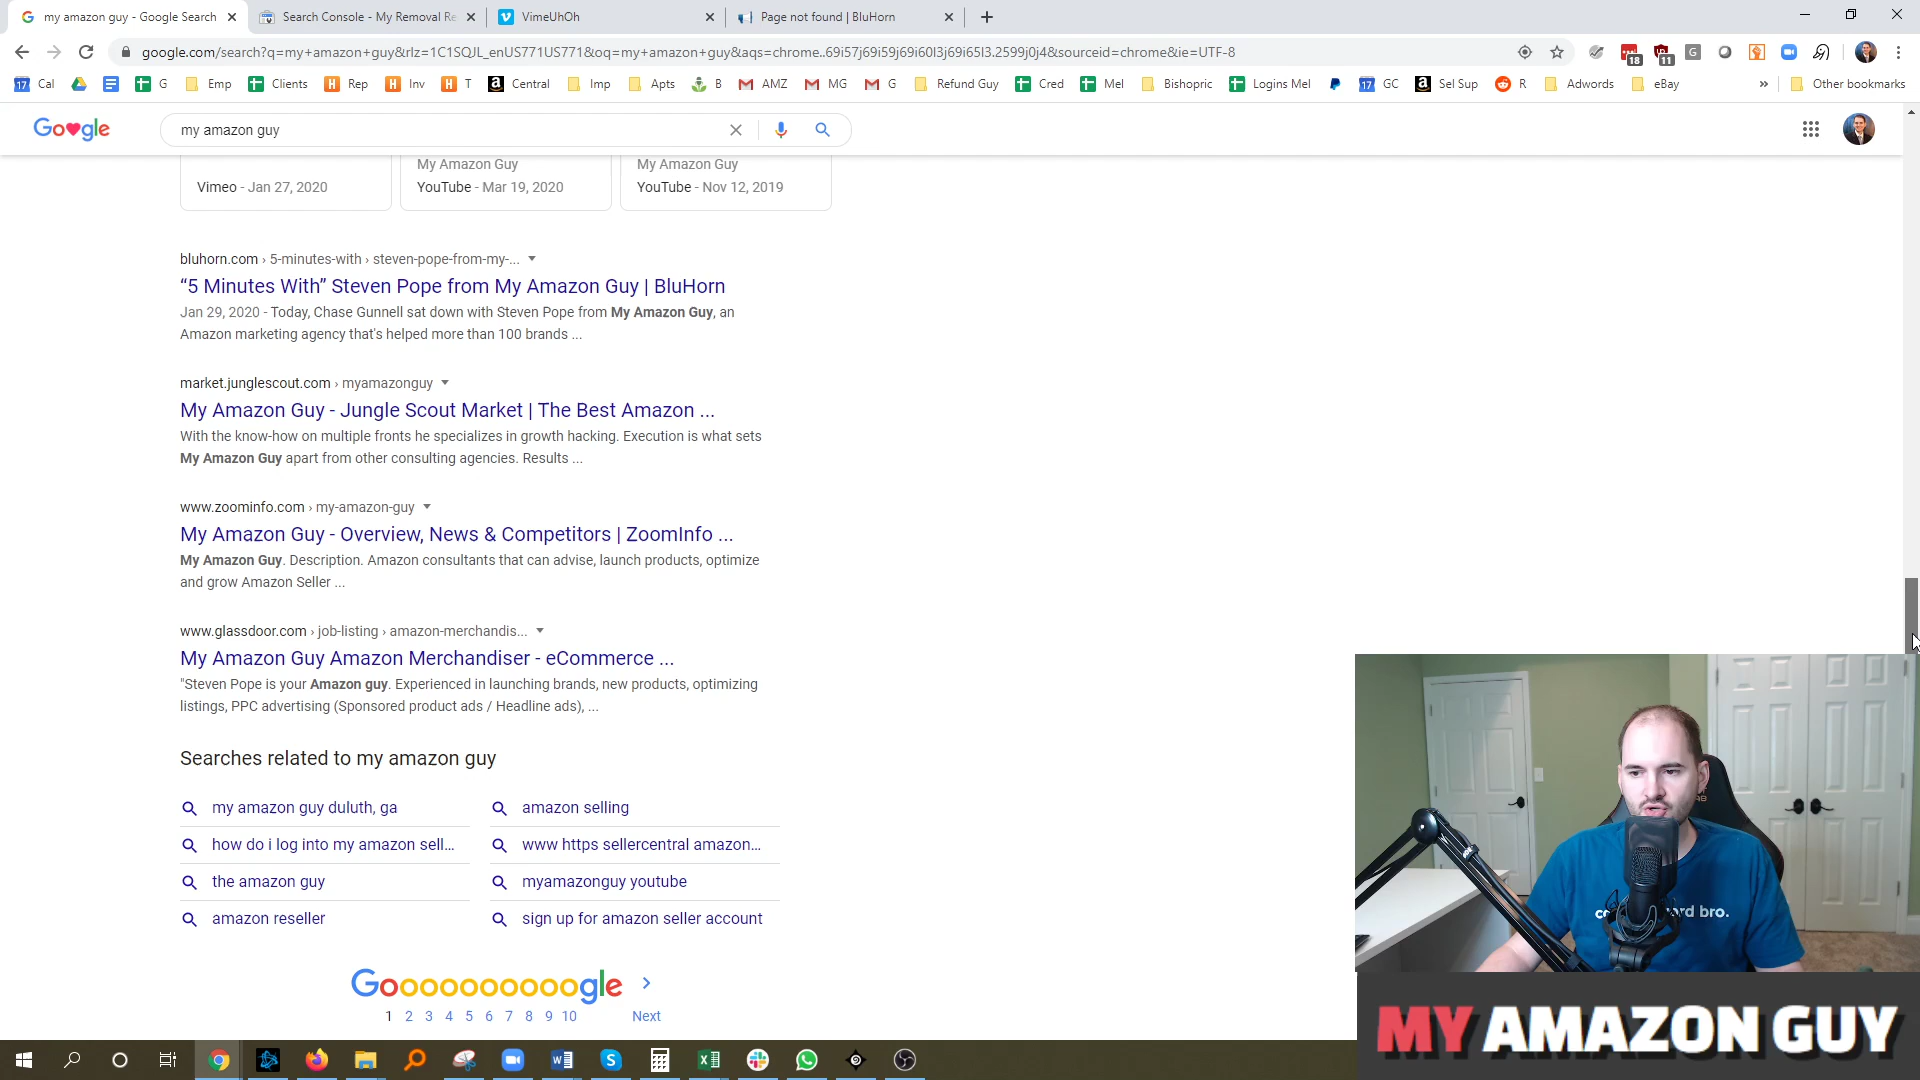 my amazon guy - Google Search
Search Console - My Removal Re
VimeUhOh
Page not found | BluHorn
google.com/search?q=my+amazon+guy&rlz=1C1SQJL_enUS771US771&oq=my+amazon+guy&aqs=chrome..69i57j69i59j69i60l3j69i65l3.2599j0j4&sourceid=chrome&ie=UTF-8
18
11
G
17 Cal
G
Emp
Clients
H Rep
H Inv
H T
a Central
Imp
Apts
B
AMZ
MG
G
Refund Guy
Cred
Mel
Bishopric
Logins Mel
17 GC
a Sel Sup
R
Adwords
eBay
»
Other bookmarks
Google
my amazon guy
Vimeo - Jan 27, 2020
My Amazon Guy
YouTube - Mar 19, 2020
My Amazon Guy
YouTube - Nov 12, 2019
bluhorn.com › 5-minutes-with › steven-pope-from-my-...
“5 Minutes With” Steven Pope from My Amazon Guy | BluHorn
Jan 29, 2020 - Today, Chase Gunnell sat down with Steven Pope from My Amazon Guy, an
Amazon marketing agency that's helped more than 100 brands ...
market.junglescout.com › myamazonguy
My Amazon Guy - Jungle Scout Market | The Best Amazon ...
With the know-how on multiple fronts he specializes in growth hacking. Execution is what sets
My Amazon Guy apart from other consulting agencies. Results ...
www.zoominfo.com › my-amazon-guy
My Amazon Guy - Overview, News & Competitors | ZoomInfo ...
My Amazon Guy. Description. Amazon consultants that can advise, launch products, optimize
and grow Amazon Seller ...
www.glassdoor.com › job-listing › amazon-merchandis...
My Amazon Guy Amazon Merchandiser - eCommerce ...
"Steven Pope is your Amazon guy. Experienced in launching brands, new products, optimizing
listings, PPC advertising (Sponsored product ads / Headline ads), ...
Searches related to my amazon guy
my amazon guy duluth, ga
amazon selling
how do i log into my amazon sell...
www https sellercentral amazon...
the amazon guy
myamazonguy youtube
amazon reseller
sign up for amazon seller account
Goooooooooogle
1 2 3 4 5 6 7 8 9 10 Next
bro.
MY AMAZON GUY